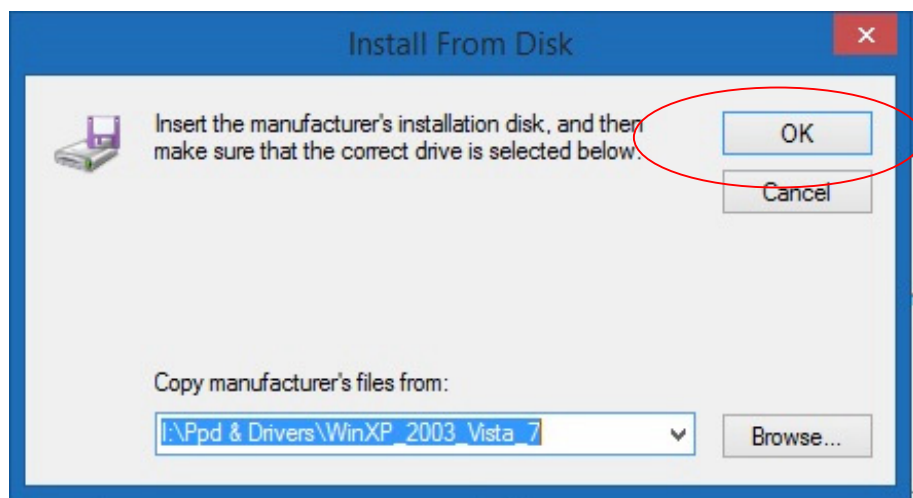 Install From Disk
Insert the manufacturer's installation disk, and then
make sure that the correct drive is selected below.
OK
Cancel
Copy manufacturer's files from:
I:\Ppd & Drivers\WinXP_2003_Vista_7
Browse...